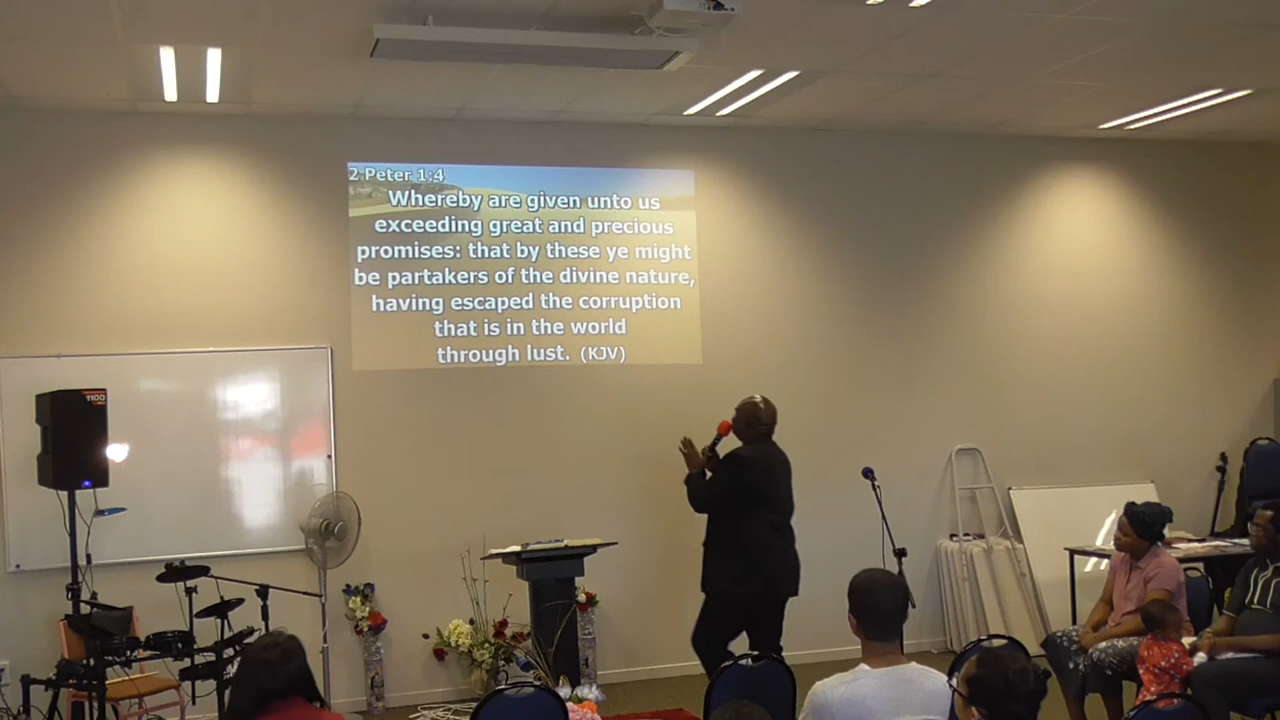 2 Peter 1:4
Whereby are given unto us
exceeding great and precious
promises: that by these ye might
be partakers of the divine nature,
having escaped the corruption
that is in the world
through lust. (KJV)
1100